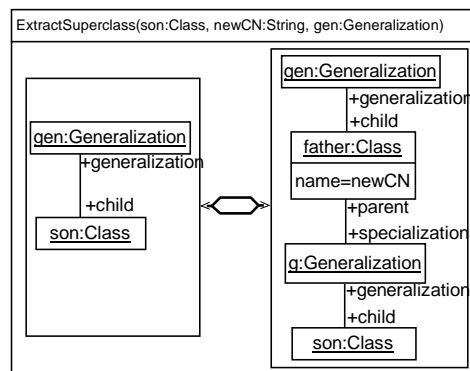 ExtractSuperclass(son:Class, newCN:String, gen:Generalization)
gen:Generalization
+generalization
+child
son:Class
gen:Generalization
+generalization
+child
father:Class
name=newCN
+parent
+specialization
g:Generalization
+generalization
+child
son:Class